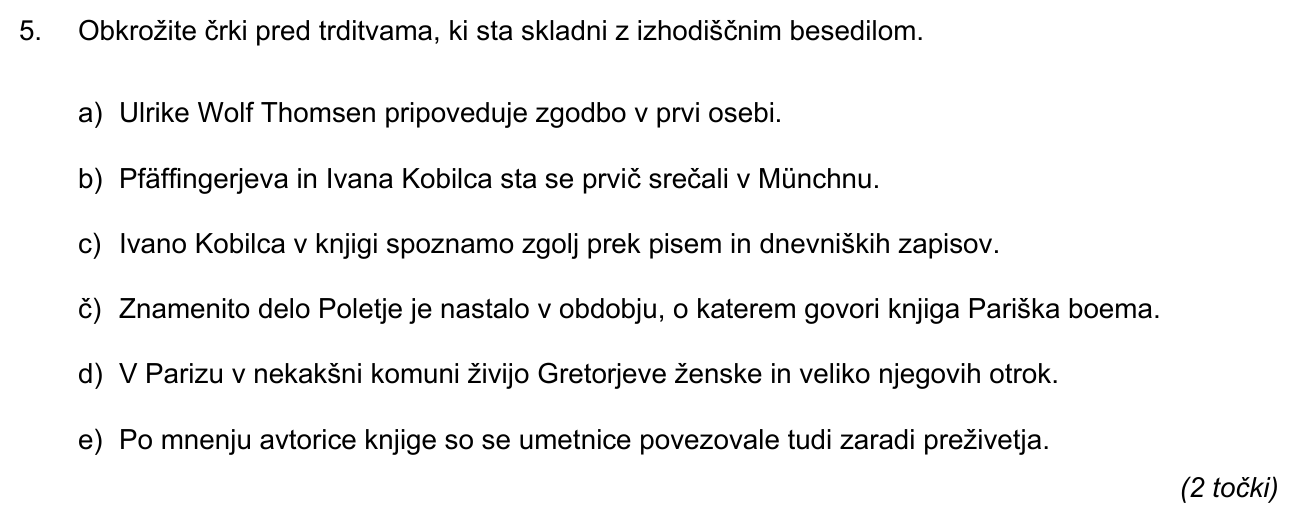 5. Obkrožite črki pred trditvama, ki sta skladni z izhodiščnim besedilom.
a) Ulrike Wolf Thomsen pripoveduje zgodbo v prvi osebi.
b) Pfäffingerjeva in Ivana Kobilca sta se prvič srečali v Münchnu.
c) Ivano Kobilca v knjigi spoznamo zgolj prek pisem in dnevniških zapisov.
č) Znamenito delo Poletje je nastalo v obdobju, o katerem govori knjiga Pariška boema.
d) V Parizu v nekakšni komuni živijo Gretorjeve ženske in veliko njegovih otrok.
e) Po mnenju avtorice knjige so se umetnice povezovale tudi zaradi preživetja.
(2 točki)